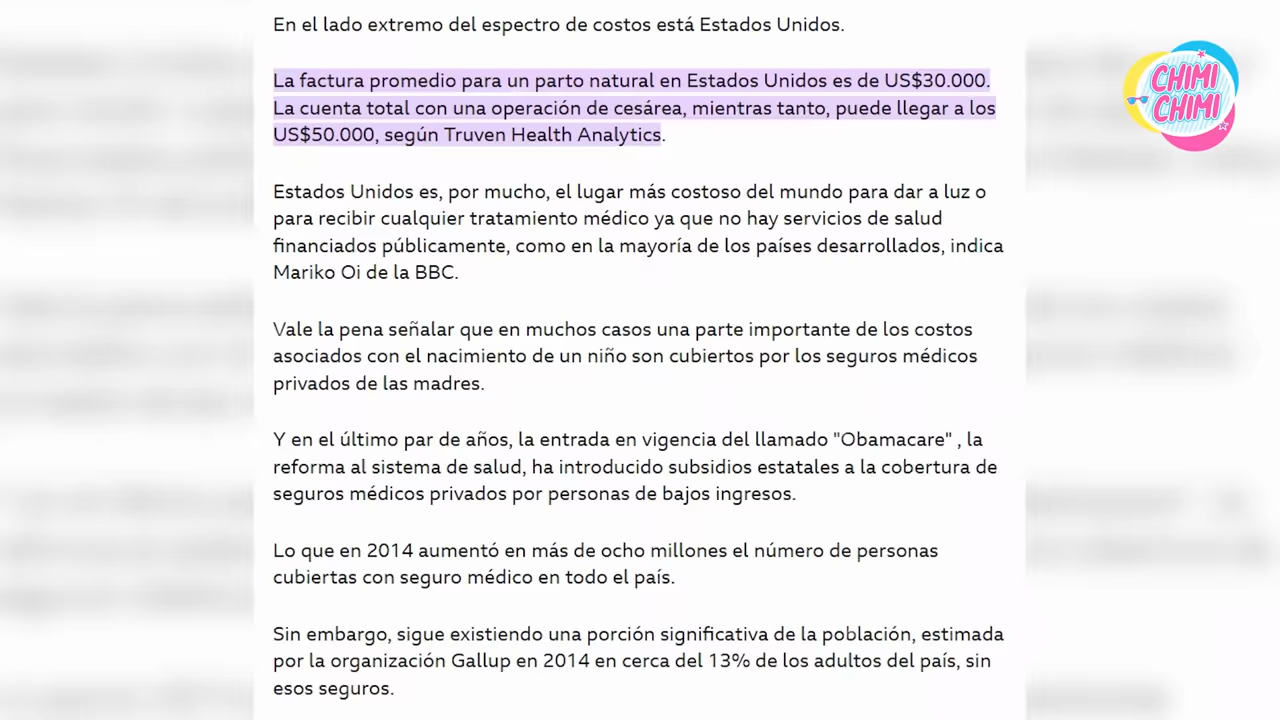 En el lado extremo del espectro de costos está Estados Unidos.
La factura promedio para un parto natural en Estados Unidos es de US$30.000.
La cuenta total con una operación de cesárea, mientras tanto, puede llegar a los
US$50.000, según Truven Health Analytics.
Estados Unidos es, por mucho, el lugar más costoso del mundo para dar a luz o
para recibir cualquier tratamiento médico ya que no hay servicios de salud
financiados públicamente, como en la mayoría de los países desarrollados, indica
Mariko Oi de la BBC.
Vale la pena señalar que en muchos casos una parte importante de los costos
asociados con el nacimiento de un niño son cubiertos por los seguros médicos
privados de las madres.
Y en el último par de años, la entrada en vigencia del llamado "Obamacare" , la
reforma al sistema de salud, ha introducido subsidios estatales a la cobertura de
seguros médicos privados por personas de bajos ingresos.
Lo que en 2014 aumentó en más de ocho millones el número de personas
cubiertas con seguro médico en todo el país.
Sin embargo, sigue existiendo una porción significativa de la población, estimada
por la organización Gallup en 2014 en cerca del 13% de los adultos del país, sin
esos seguros.
CHIMI
CHIMI